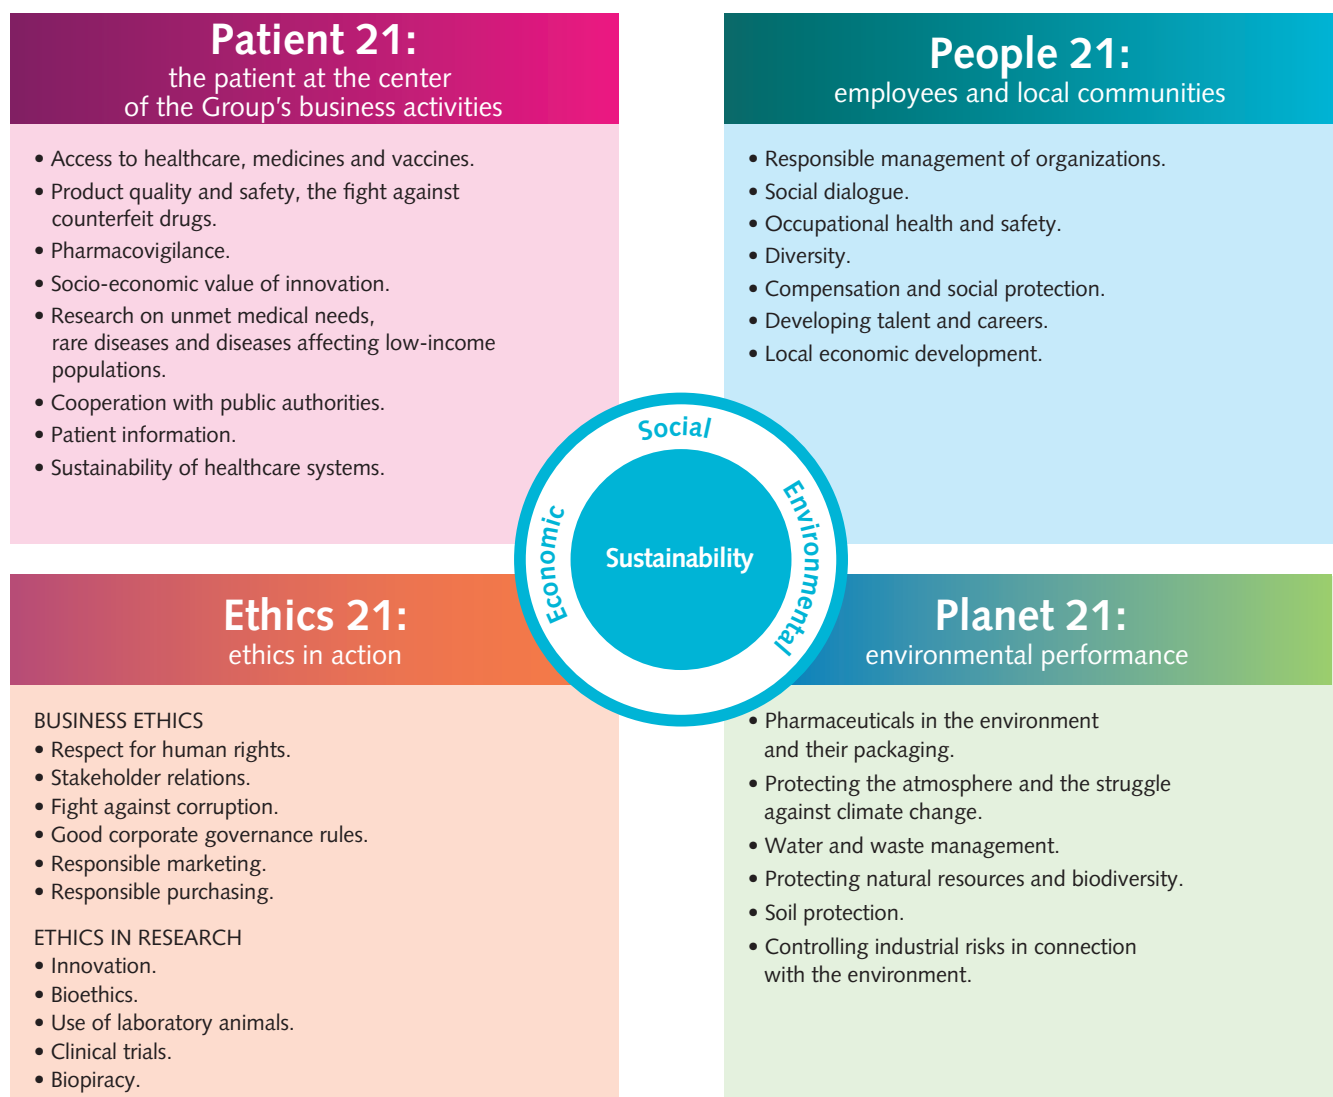 Patient 21:
the patient at the center
of the Group's business activities
• Access to healthcare, medicines and vaccines.
• Product quality and safety, the fight against
counterfeit drugs.
• Pharmacovigilance.
• Socio-economic value of innovation.
• Research on unmet medical needs,
rare diseases and diseases affecting low-income
populations.
• Cooperation with public authorities.
• Patient information.
• Sustainability of healthcare systems.
People 21:
employees and local communities
• Responsible management of organizations.
• Social dialogue.
• Occupational health and safety.
• Diversity.
• Compensation and social protection.
• Developing talent and careers.
• Local economic development.
Social
Economic
Environmental
Sustainability
Ethics 21:
ethics in action
BUSINESS ETHICS
• Respect for human rights.
• Stakeholder relations.
• Fight against corruption.
• Good corporate governance rules.
• Responsible marketing.
• Responsible purchasing.
ETHICS IN RESEARCH
• Innovation.
• Bioethics.
• Use of laboratory animals.
• Clinical trials.
• Biopiracy.
Planet 21:
environmental performance
• Pharmaceuticals in the environment
and their packaging.
• Protecting the atmosphere and the struggle
against climate change.
• Water and waste management.
• Protecting natural resources and biodiversity.
• Soil protection.
• Controlling industrial risks in connection
with the environment.